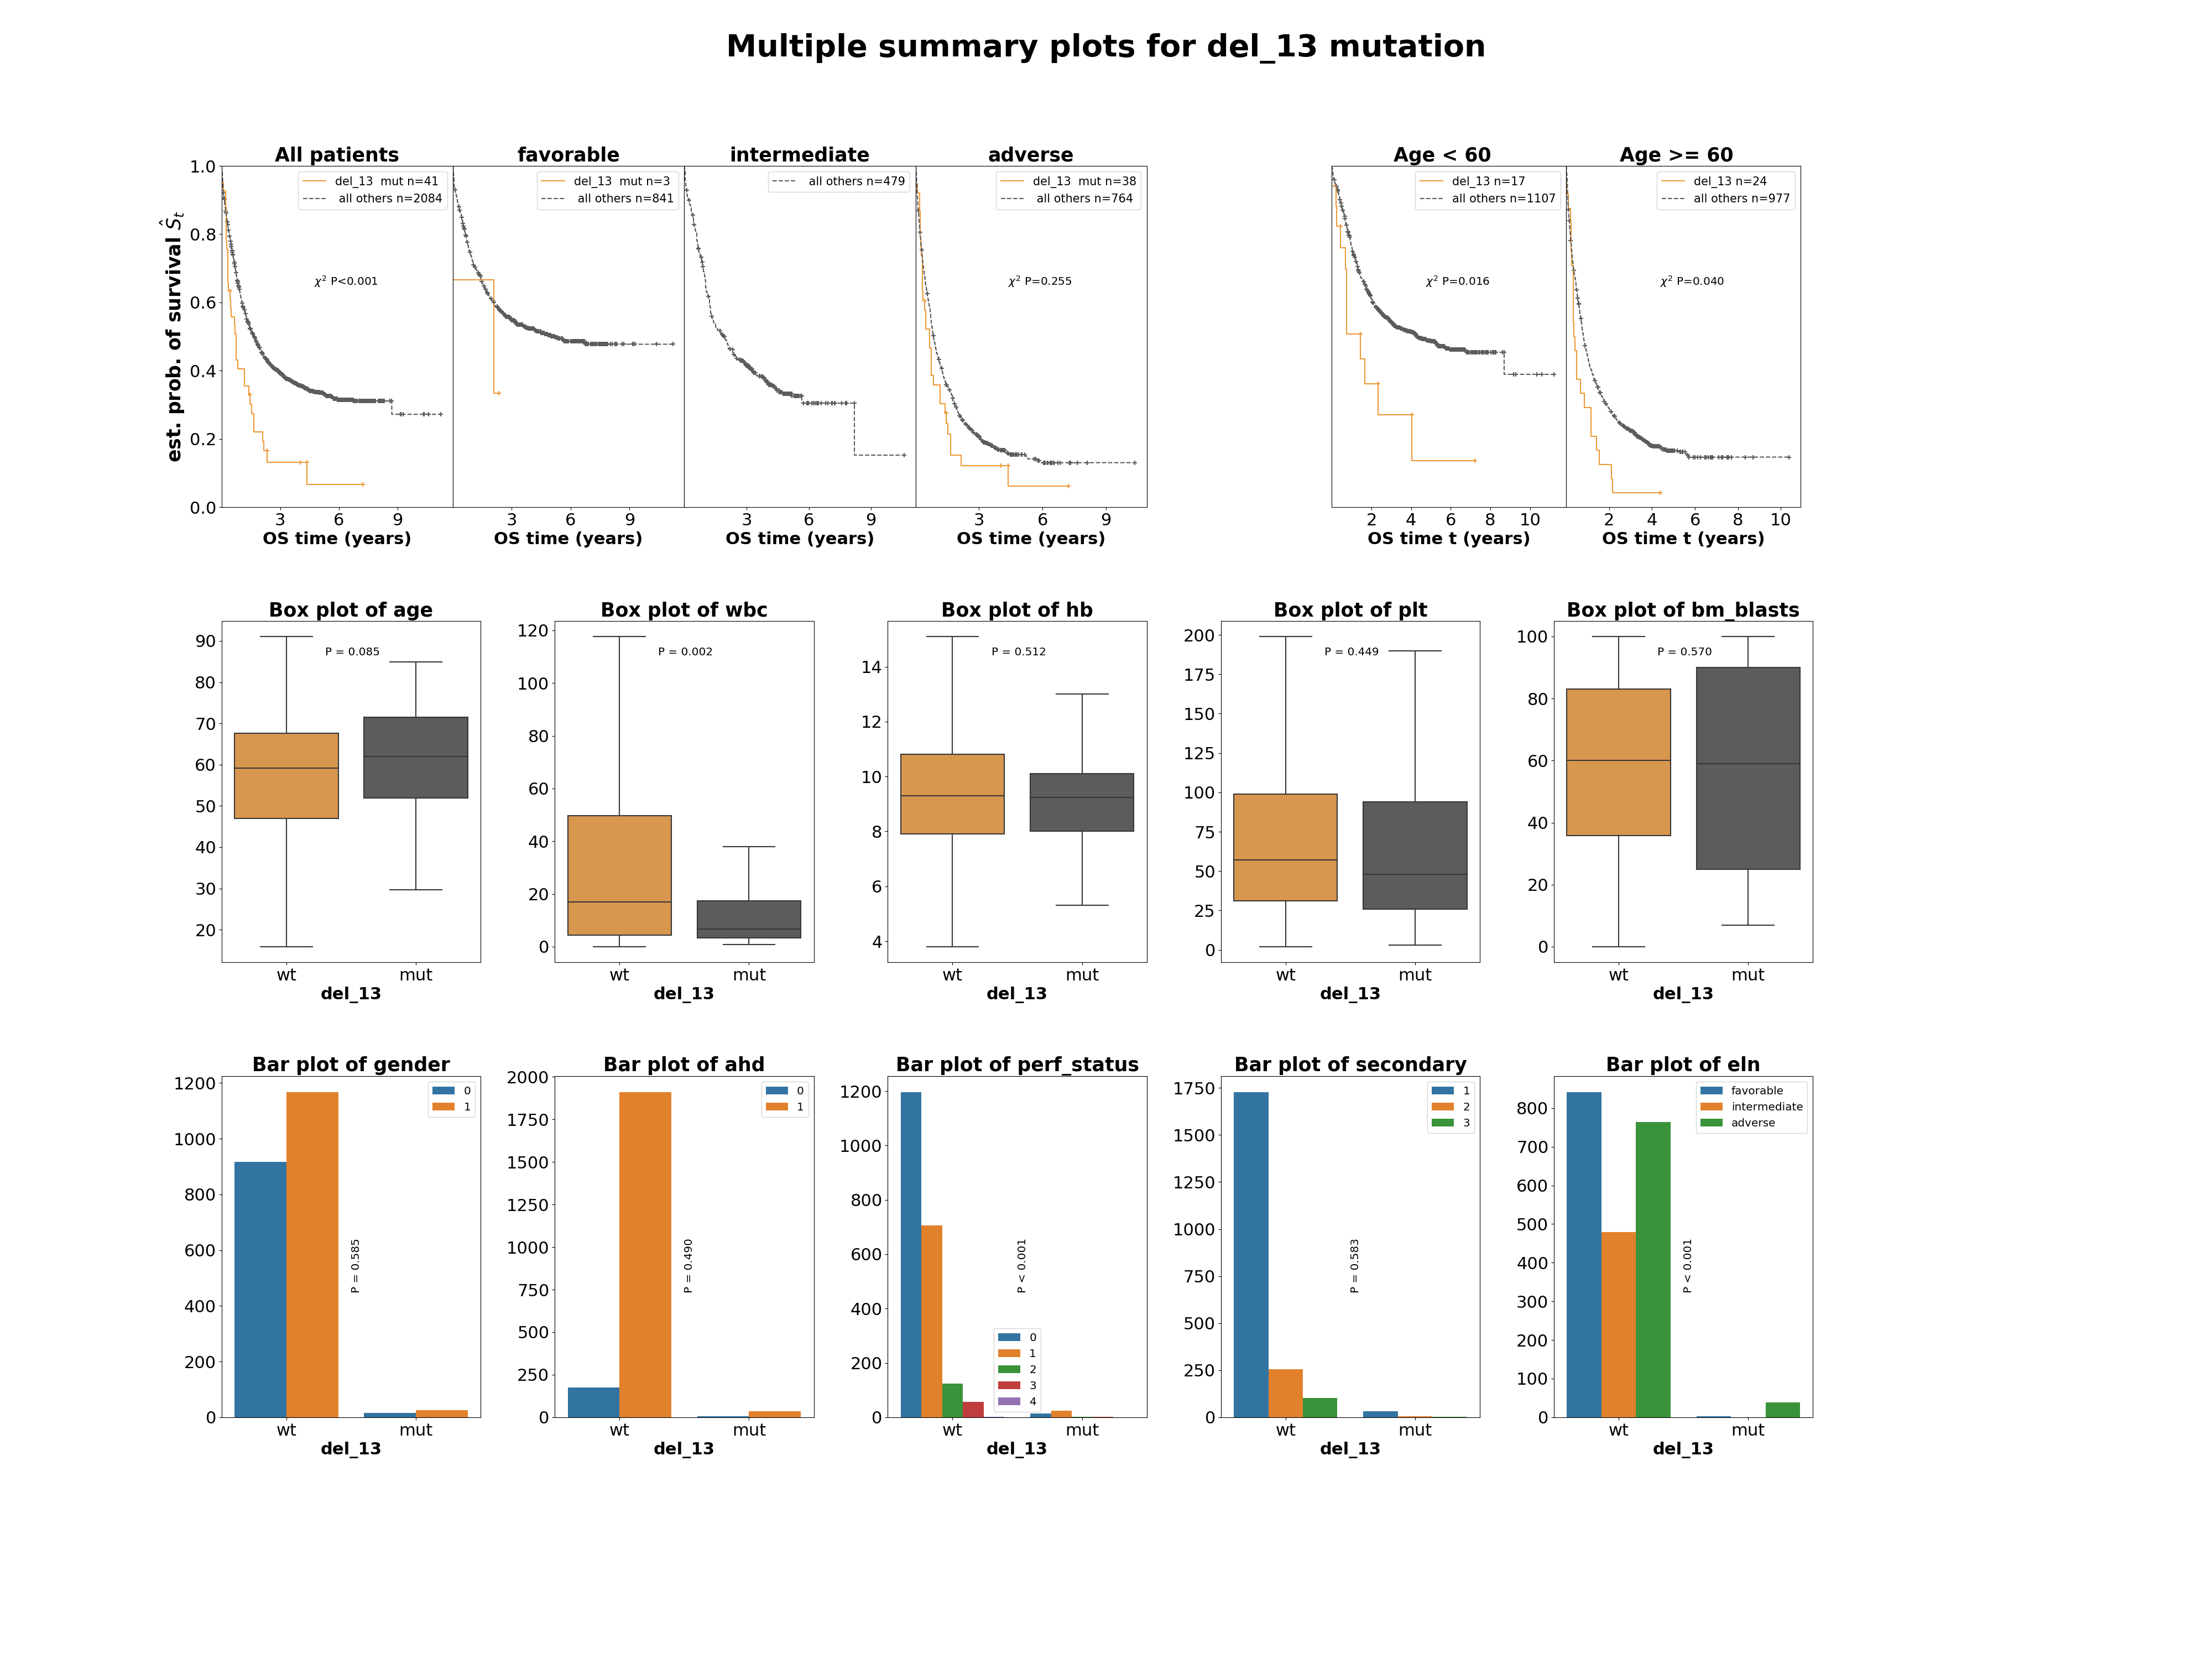 Multiple summary plots for del_13 mutation
All patients
favorable
intermediate
adverse
Age < 60
Age >= 60
est. prob. of survival Ŝt
1.0
0.8
0.6
0.4
0.2
0.0
del_13 mut n=41
all others n=2084
χ² P<0.001
3 6 9
OS time (years)
del_13 mut n=3
all others n=841
3 6 9
OS time (years)
all others n=479
3 6 9
OS time (years)
del_13 mut n=38
all others n=764
χ² P=0.255
3 6 9
OS time (years)
del_13 n=17
all others n=1107
χ² P=0.016
2 4 6 8 10
OS time t (years)
del_13 n=24
all others n=977
χ² P=0.040
2 4 6 8 10
OS time t (years)
Box plot of age
P = 0.085
90
80
70
60
50
40
30
20
wt mut
del_13
Box plot of wbc
P = 0.002
120
100
80
60
40
20
0
wt mut
del_13
Box plot of hb
P = 0.512
14
12
10
8
6
4
wt mut
del_13
Box plot of plt
P = 0.449
200
175
150
125
100
75
50
25
0
wt mut
del_13
Box plot of bm_blasts
P = 0.570
100
80
60
40
20
0
wt mut
del_13
Bar plot of gender
0
1
P = 0.585
1200
1000
800
600
400
200
0
wt mut
del_13
Bar plot of ahd
0
1
P = 0.490
2000
1750
1500
1250
1000
750
500
250
0
wt mut
del_13
Bar plot of perf_status
P < 0.001
0
1
2
3
4
1200
1000
800
600
400
200
0
wt mut
del_13
Bar plot of secondary
1
2
3
P = 0.583
1750
1500
1250
1000
750
500
250
0
wt mut
del_13
Bar plot of eln
favorable
intermediate
adverse
P < 0.001
800
700
600
500
400
300
200
100
0
wt mut
del_13